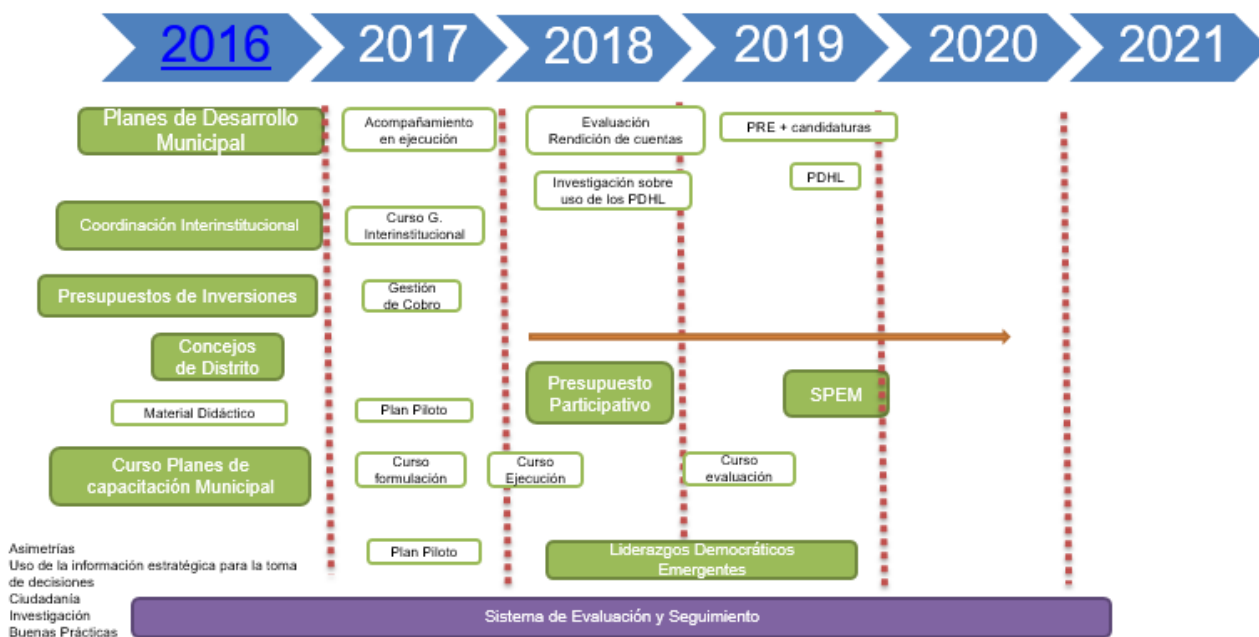 2016
2017
2018
2019
2020
2021
Planes de Desarrollo
Municipal
Acompañamiento
en ejecución
Evaluación
Rendición de cuentas
PRE + candidaturas
Investigación sobre
uso de los PDHL
PDHL
Coordinación Interinstitucional
Curso G.
Interinstitucional
Presupuestos de Inversiones
Gestión
de Cobro
Concejos
de Distrito
Presupuesto
Participativo
SPEM
Material Didáctico
Plan Piloto
Curso Planes de
capacitación Municipal
Curso
formulación
Curso
Ejecución
Curso
evaluación
Plan Piloto
Liderazgos Democráticos
Emergentes
Asimetrías
Uso de la información estratégica para la toma
de decisiones
Ciudadanía
Investigación
Buenas Prácticas
Sistema de Evaluación y Seguimiento